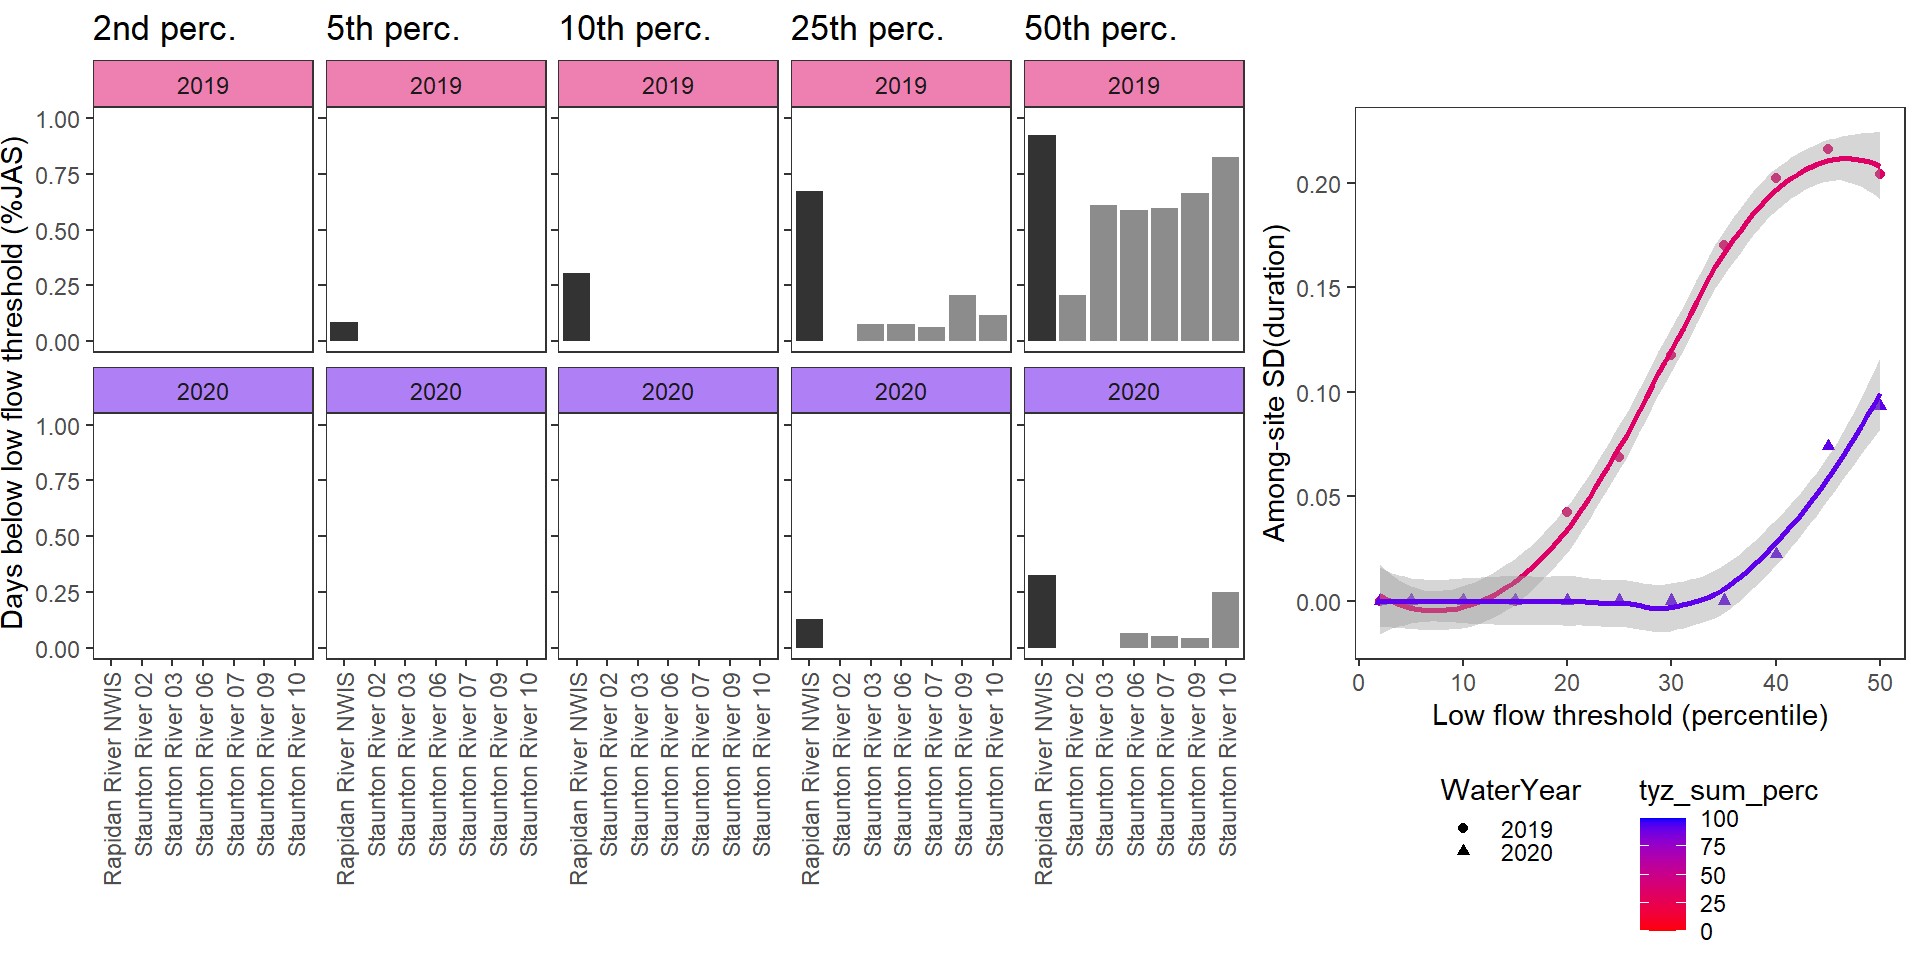 2nd perc.
5th perc.
10th perc.
25th perc.
50th perc.
2019
2019
2019
2019
2019
Days below low flow threshold (%JAS)
1.00
0.75
0.50
0.25
0.00
2020
2020
2020
2020
2020
1.00
0.75
0.50
0.25
0.00
Rapidan River NWIS
Staunton River 02
Staunton River 03
Staunton River 06
Staunton River 07
Staunton River 09
Staunton River 10
Rapidan River NWIS
Staunton River 02
Staunton River 03
Staunton River 06
Staunton River 07
Staunton River 09
Staunton River 10
Rapidan River NWIS
Staunton River 02
Staunton River 03
Staunton River 06
Staunton River 07
Staunton River 09
Staunton River 10
Rapidan River NWIS
Staunton River 02
Staunton River 03
Staunton River 06
Staunton River 07
Staunton River 09
Staunton River 10
Rapidan River NWIS
Staunton River 02
Staunton River 03
Staunton River 06
Staunton River 07
Staunton River 09
Staunton River 10
Among-site SD(duration)
0.20
0.15
0.10
0.05
0.00
0
10
20
30
40
50
Low flow threshold (percentile)
WaterYear
2019
2020
tyz_sum_perc
100
75
50
25
0